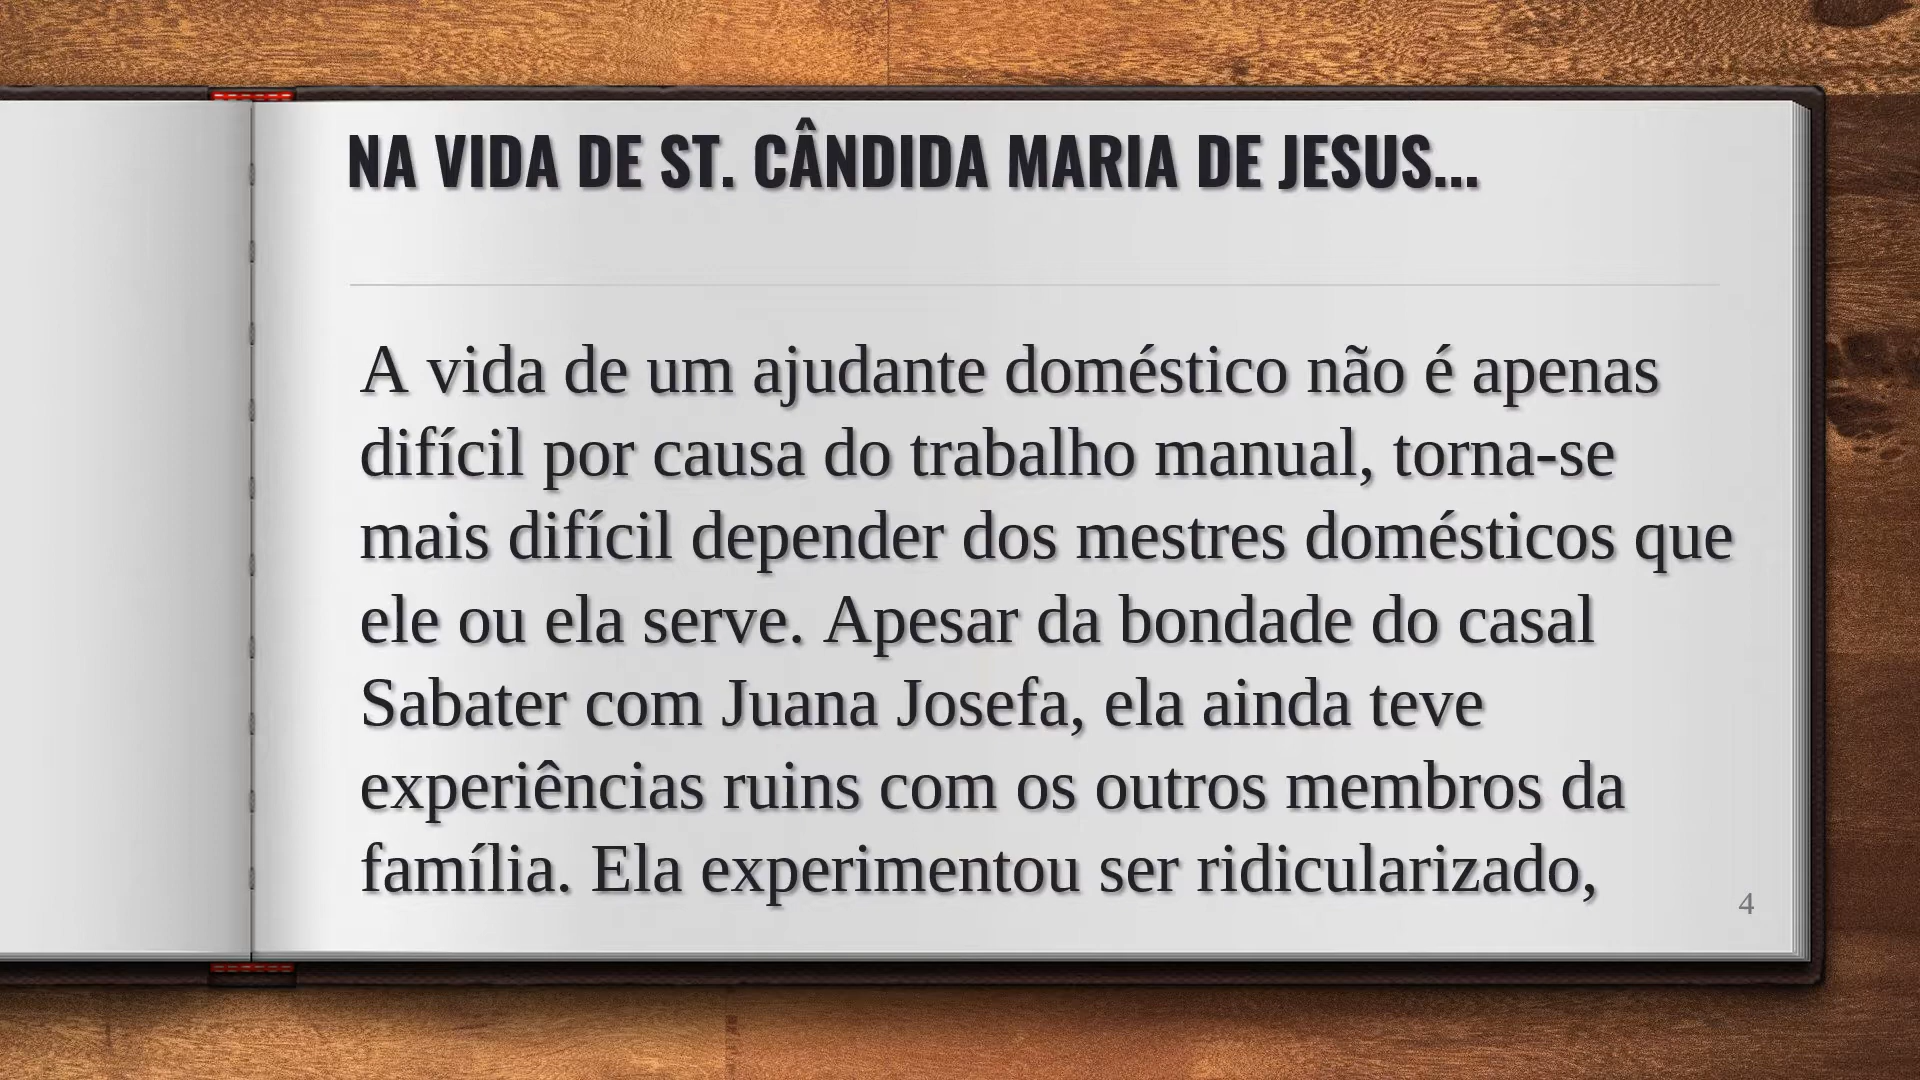 NA VIDA DE ST. CÂNDIDA MARIA DE JESUS...
A vida de um ajudante doméstico não é apenas
difícil por causa do trabalho manual, torna-se
mais difícil depender dos mestres domésticos que
ele ou ela serve. Apesar da bondade do casal
Sabater com Juana Josefa, ela ainda teve
experiências ruins com os outros membros da
família. Ela experimentou ser ridicularizado,
4